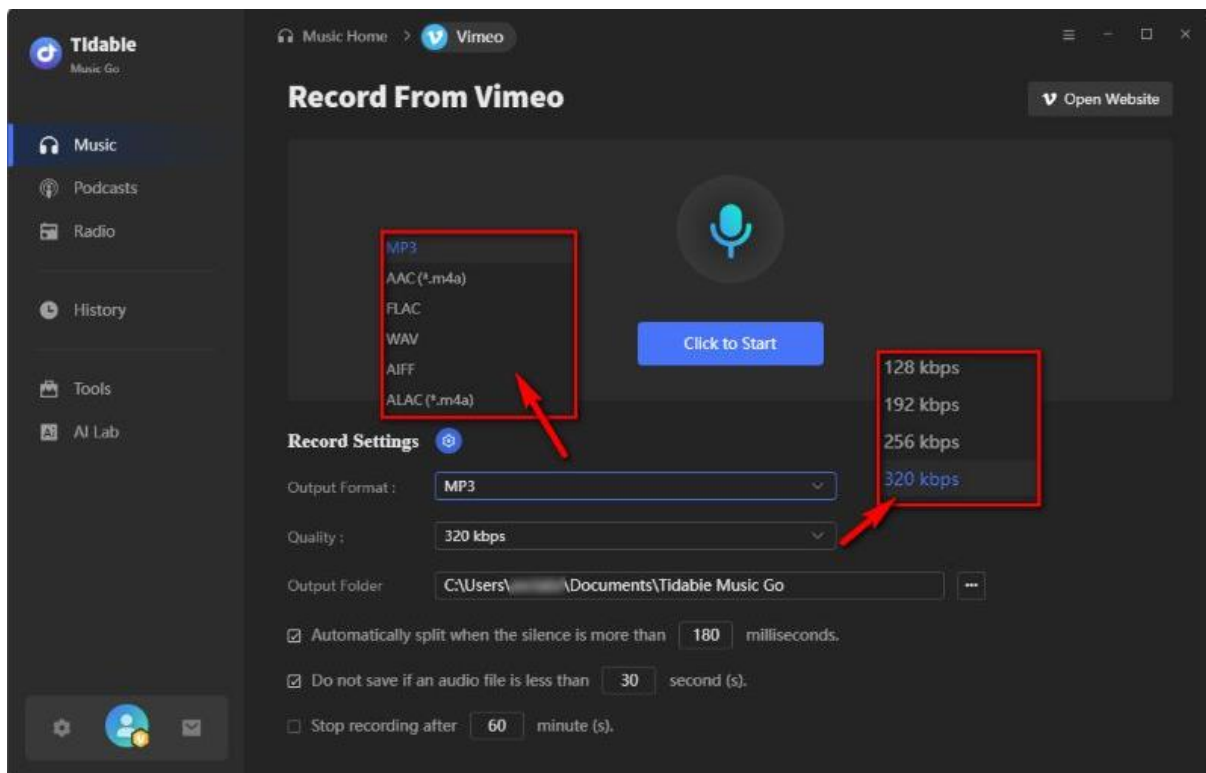 TIdable
Music Go
Music Home > Vimeo
Record From Vimeo
Open Website
Music
Podcasts
Radio
History
Tools
AI Lab
MP3
AAC (*.m4a)
FLAC
WAV
AIFF
ALAC (*.m4a)
Click to Start
128 kbps
192 kbps
256 kbps
320 kbps
Record Settings
Output Format : MP3
Quality : 320 kbps
Output Folder C:\Users\ \Documents\Tidabie Music Go
Automatically split when the silence is more than 180 milliseconds.
Do not save if an audio file is less than 30 second (s).
Stop recording after 60 minute (s).